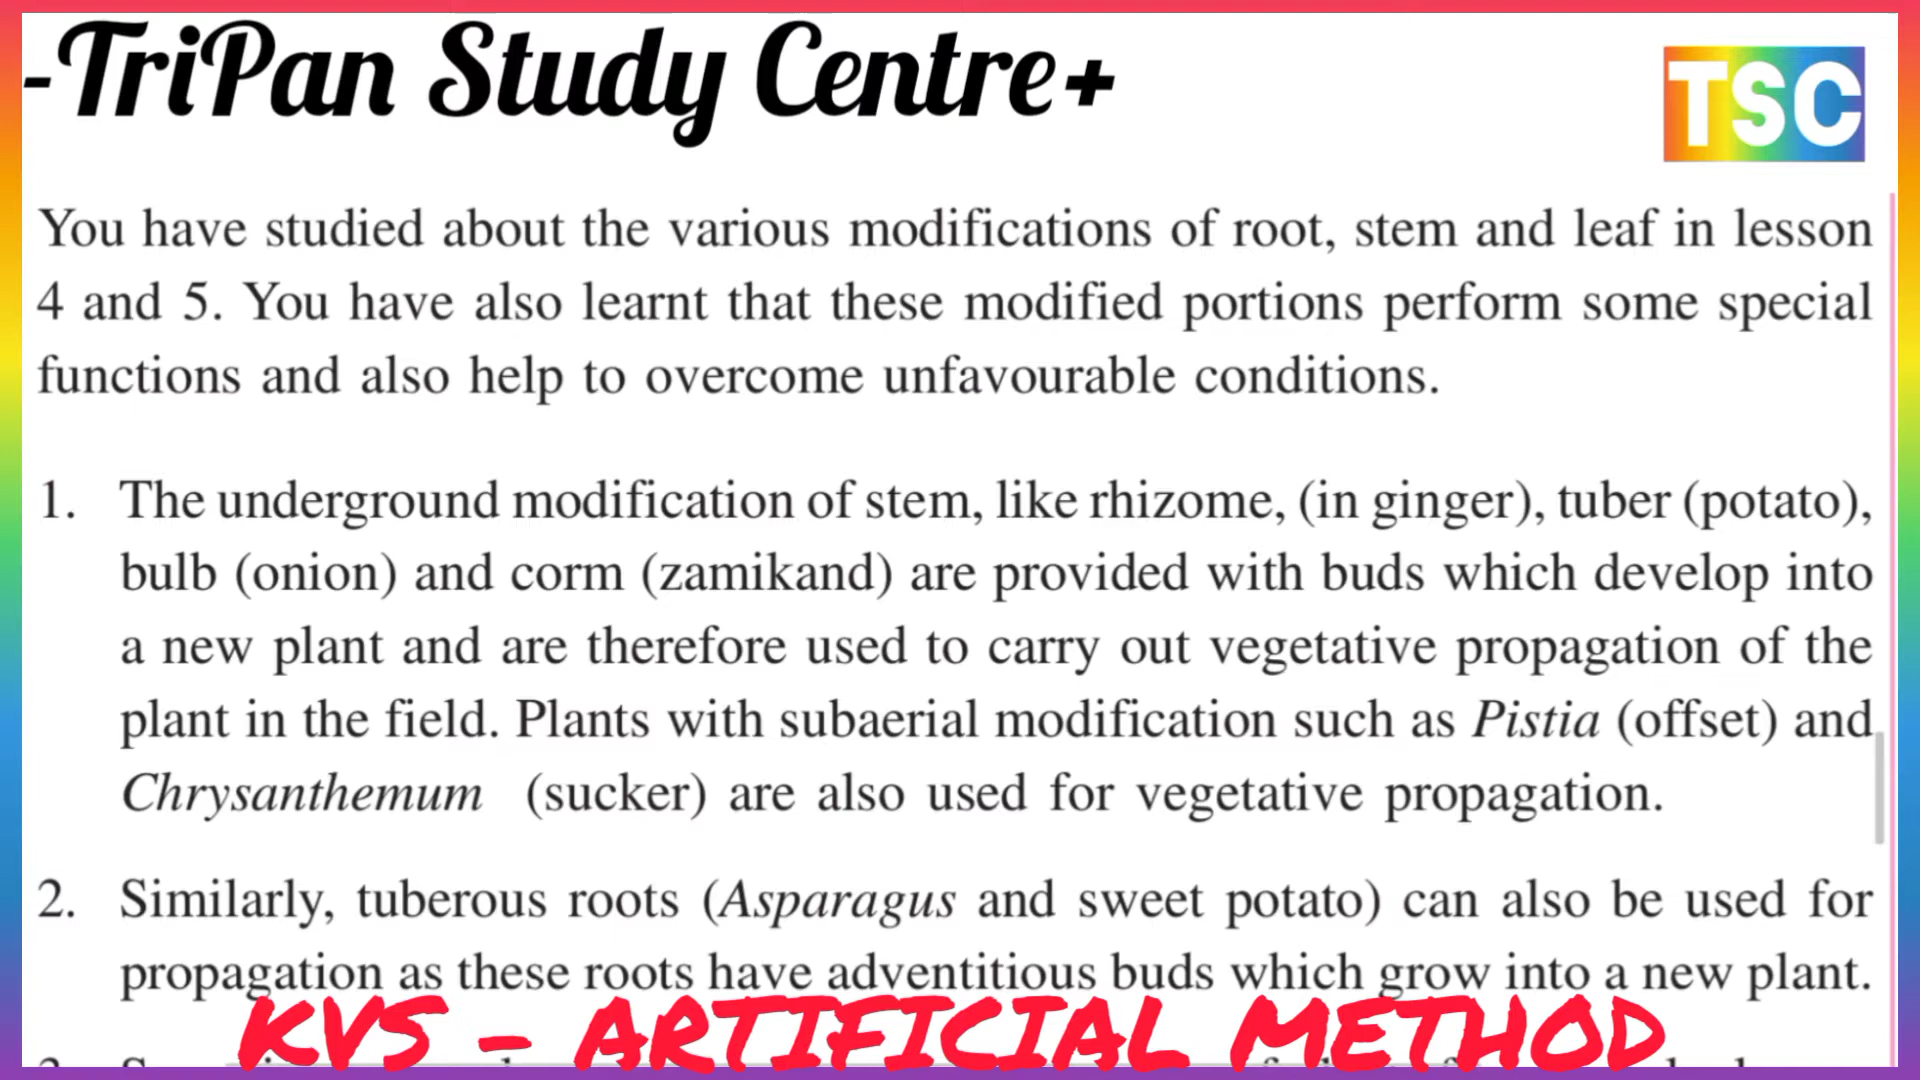 -TriPan Study Centre+
TSC
You have studied about the various modifications of root, stem and leaf in lesson
4 and 5. You have also learnt that these modified portions perform some special
functions and also help to overcome unfavourable conditions.
1. The underground modification of stem, like rhizome, (in ginger), tuber (potato),
bulb (onion) and corm (zamikand) are provided with buds which develop into
a new plant and are therefore used to carry out vegetative propagation of the
plant in the field. Plants with subaerial modification such as Pistia (offset) and
Chrysanthemum (sucker) are also used for vegetative propagation.
2. Similarly, tuberous roots (Asparagus and sweet potato) can also be used for
propagation as these roots have adventitious buds which grow into a new plant.
KVS - ARTIFICIAL METHOD